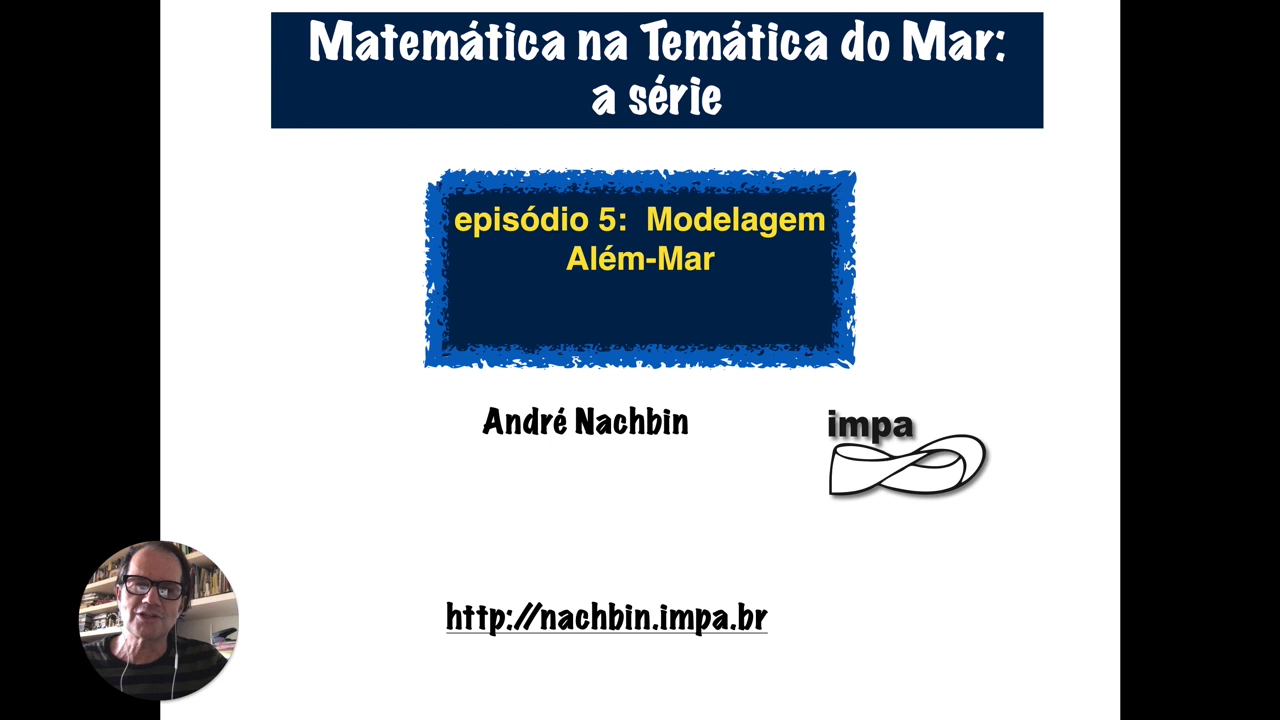 Matemática na Temática do Mar:
a série
episódio 5: Modelagem
Além-Mar
André Nachbin
impa
http://nachbin.impa.br